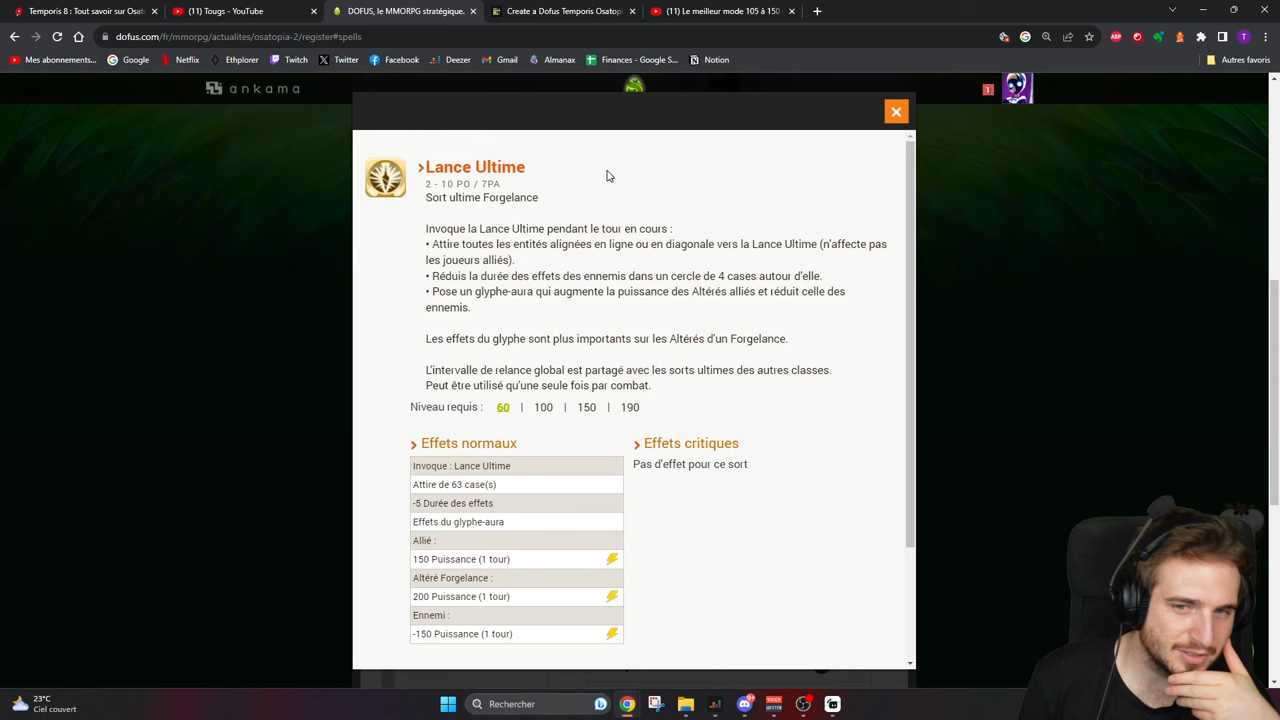 Temporis 8 : Tout savoir sur Osat
Tougs - YouTube
DOFUS, le MMORPG stratégique.
Create a Dofus Temporis Osatop
(1) Le meilleur mode 105 à 150
dofus.com/fr/mmorpg/actualites/osatopia-2/register#spells
Mes abonnements...
Google
Netflix
Ethplorer
Twitch
Twitter
Facebook
Deezer
Gmail
Almanax
Finances - Google S...
Notion
Autres favoris
ankama
1
Lance Ultime
2 - 10 PO / 7PA
Sort ultime Forgelance
Invoque la Lance Ultime pendant le tour en cours :
• Attire toutes les entités alignées en ligne ou en diagonale vers la Lance Ultime (n'affecte pas
les joueurs alliés).
• Réduis la durée des effets des ennemis dans un cercle de 4 cases autour d'elle.
• Pose un glyphe-aura qui augmente la puissance des Altérés alliés et réduit celle des
ennemis.
Les effets du glyphe sont plus importants sur les Altérés d'un Forgelance.
L'intervalle de relance global est partagé avec les sorts ultimes des autres classes.
Peut être utilisé qu'une seule fois par combat.
Niveau requis : 60 | 100 | 150 | 190
Effets normaux
Invoque : Lance Ultime
Attire de 63 case(s)
-5 Durée des effets
Effets du glyphe-aura
Allié :
150 Puissance (1 tour)
Altéré Forgelance :
200 Puissance (1 tour)
Ennemi :
-150 Puissance (1 tour)
Effets critiques
Pas d'effet pour ce sort
23°C
Ciel couvert
Rechercher